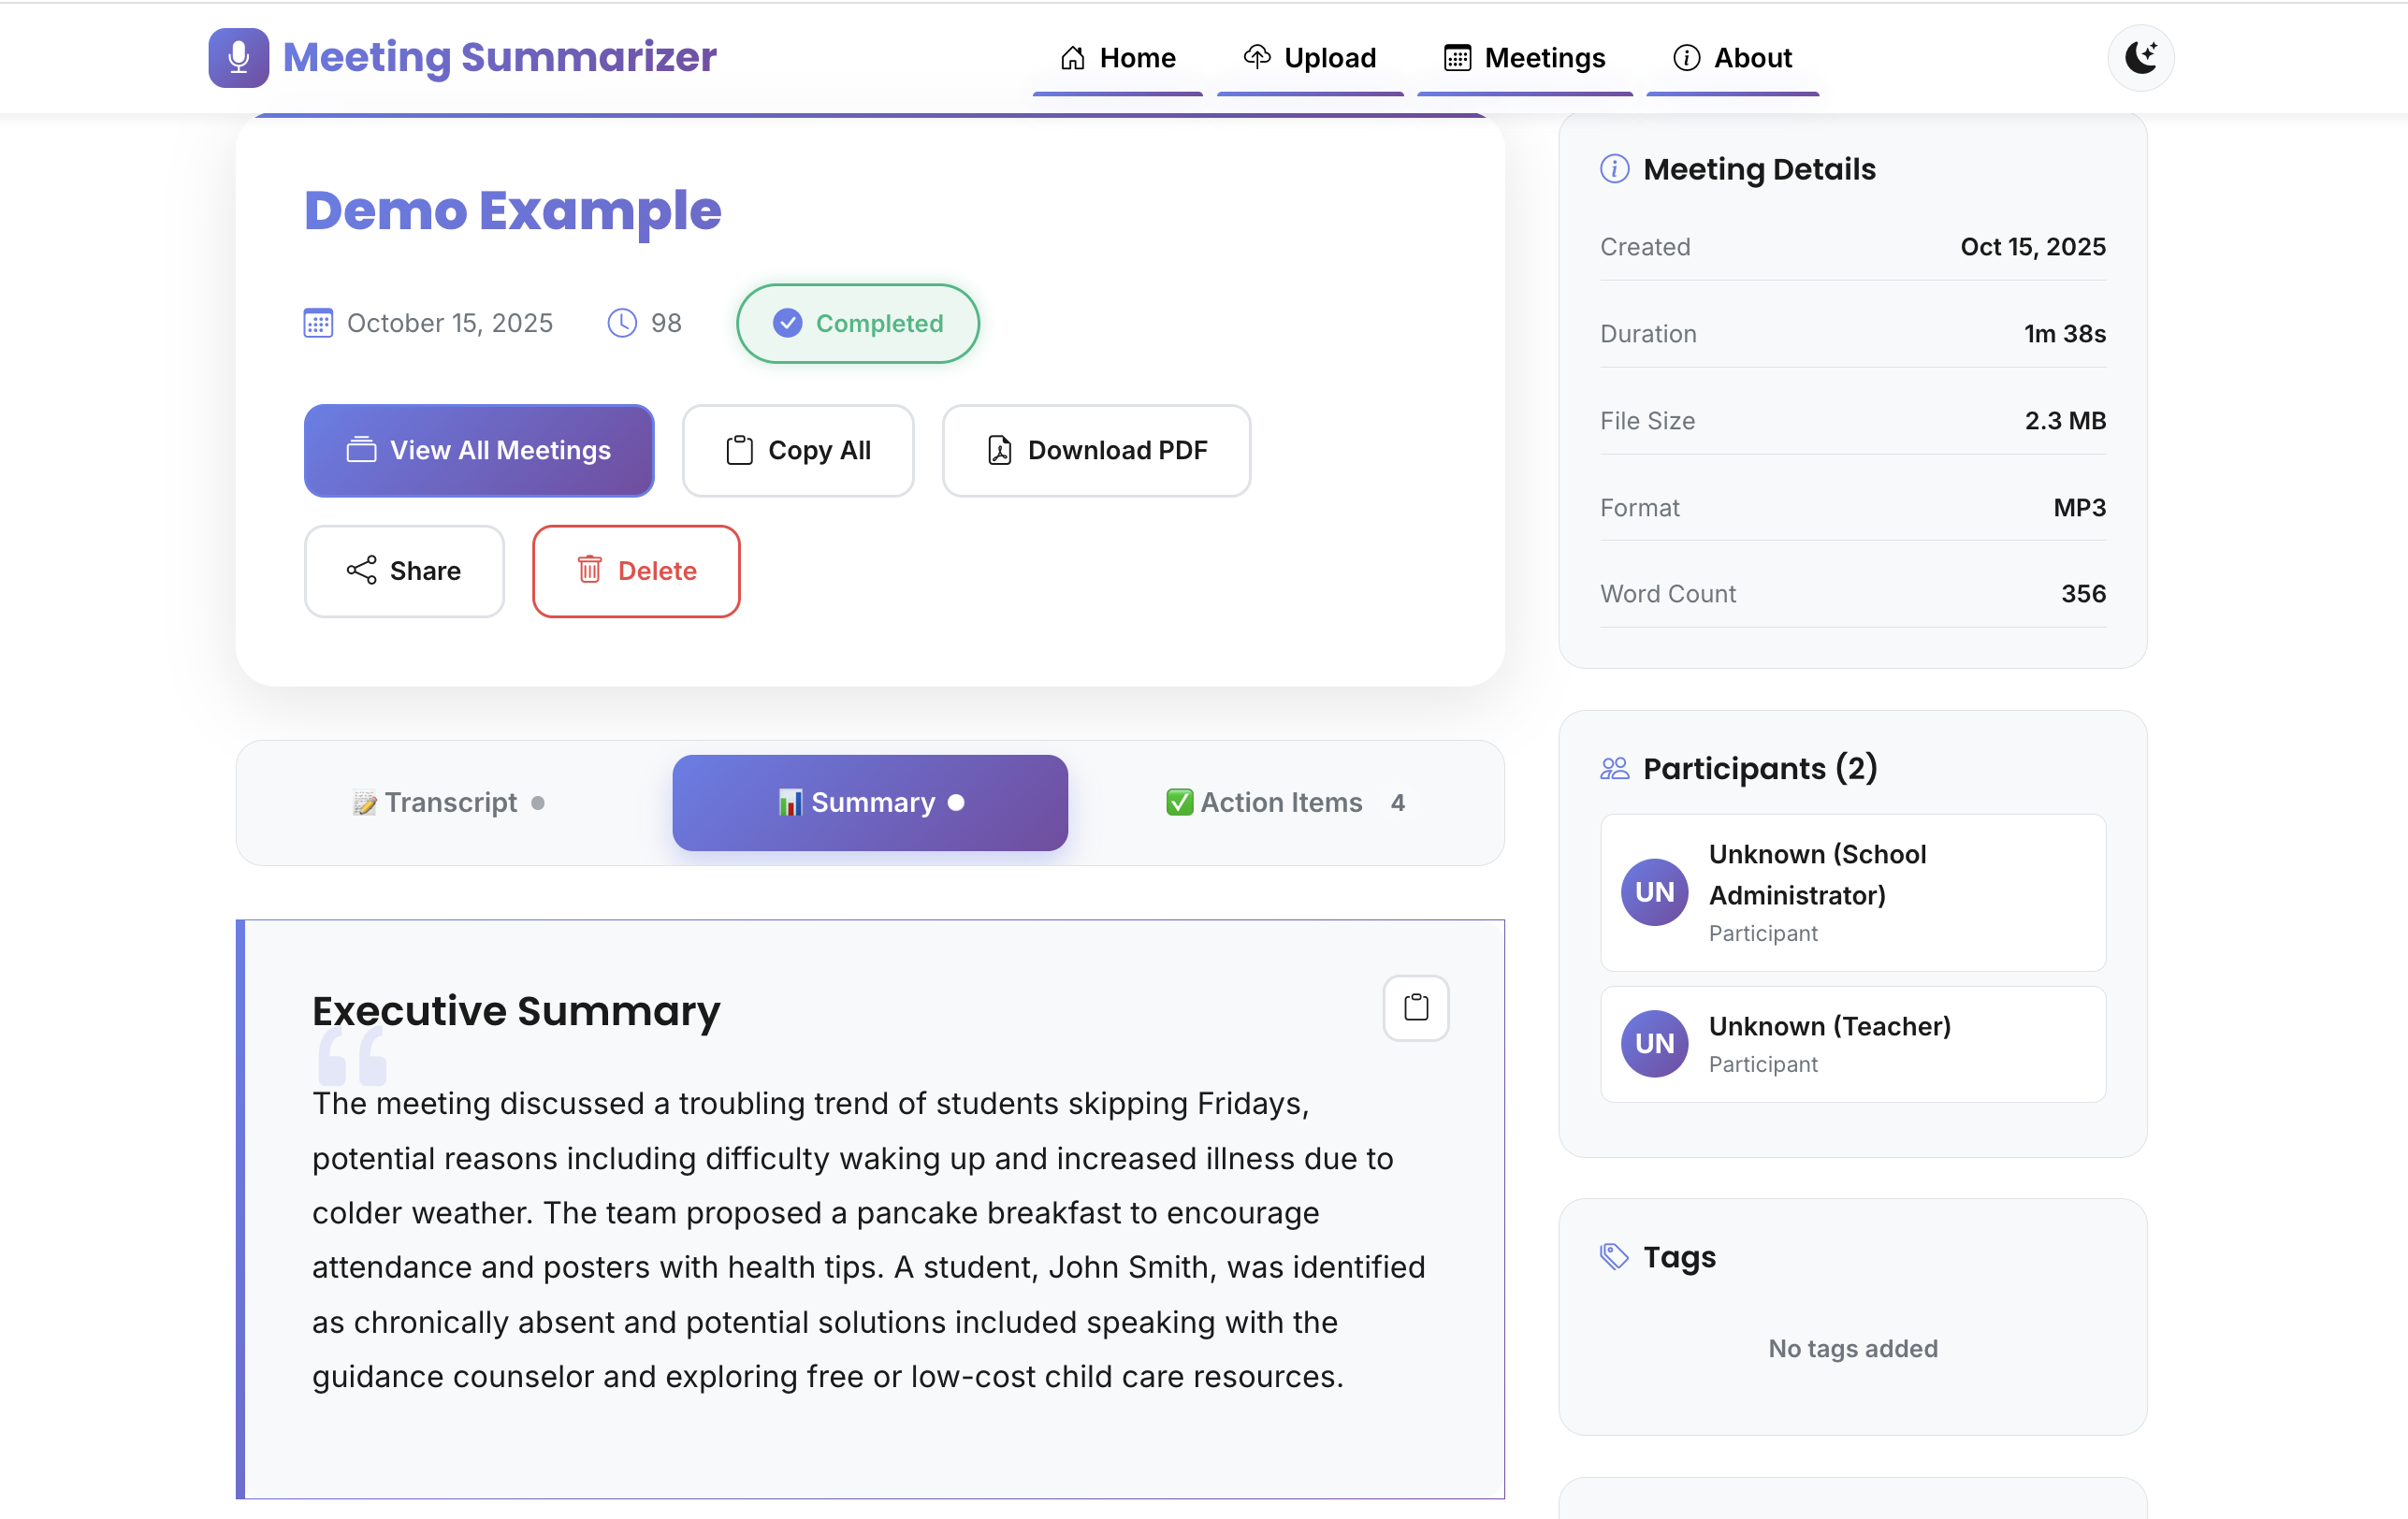 Meeting Summarizer
Home
Upload
Meetings
About
Demo Example
October 15, 2025
98
Completed
View All Meetings
Copy All
Download PDF
Share
Delete
Transcript
Summary
Action Items 4
Executive Summary
The meeting discussed a troubling trend of students skipping Fridays,
potential reasons including difficulty waking up and increased illness due to
colder weather. The team proposed a pancake breakfast to encourage
attendance and posters with health tips. A student, John Smith, was identified
as chronically absent and potential solutions included speaking with the
guidance counselor and exploring free or low-cost child care resources.
Meeting Details
Created Oct 15, 2025
Duration 1m 38s
File Size 2.3 MB
Format MP3
Word Count 356
Participants (2)
UN
Unknown (School
Administrator)
Participant
UN
Unknown (Teacher)
Participant
Tags
No tags added